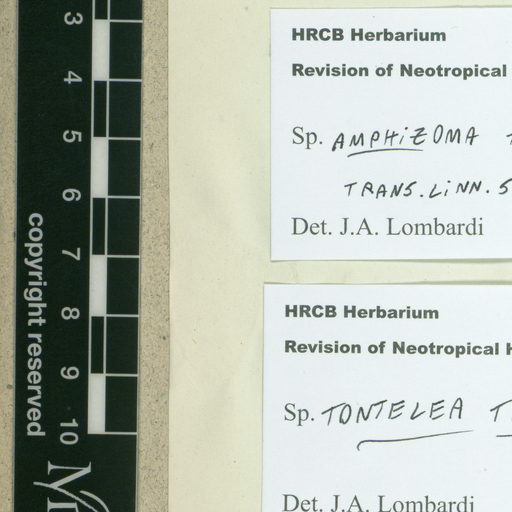 3
4
5
6
7
8
9
10
copyright reserved
HRCB Herbarium
Revision of Neotropical
Sp. AMPHiZOMA
TRANS. LiNN. S
Det. J.A. Lombardi
HRCB Herbarium
Revision of Neotropical H
Sp. TONTELEA T
Det. J.A. Lombardi